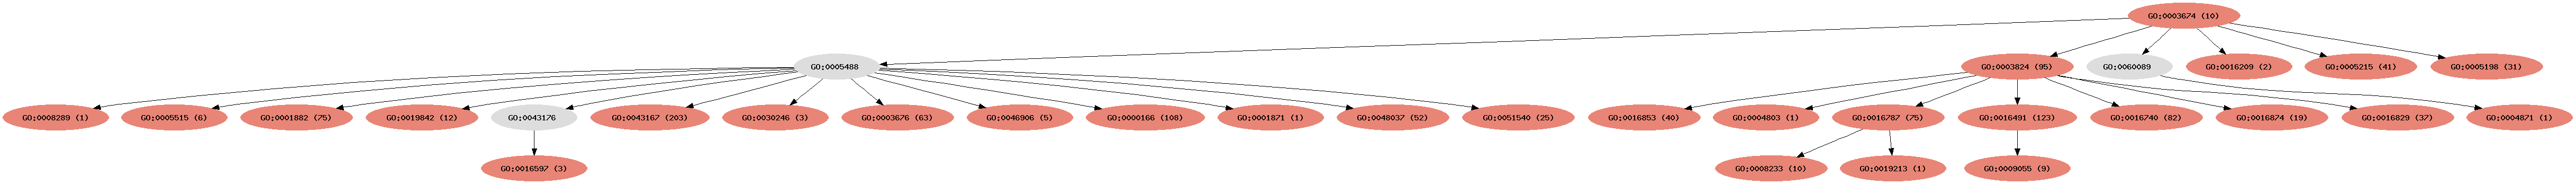 GO:0003674 (10)
GO:0005488
GO:0003824 (95)
GO:0060089
GO:0016209 (2)
GO:0005215 (41)
GO:0005198 (31)
GO:0008289 (1)
GO:0005515 (6)
GO:0001882 (75)
GO:0019842 (12)
GO:0043176
GO:0043167 (203)
GO:0030246 (3)
GO:0003676 (63)
GO:0046906 (5)
GO:0000166 (108)
GO:0001871 (1)
GO:0048037 (52)
GO:0051540 (25)
GO:0016853 (40)
GO:0004803 (1)
GO:0016787 (75)
GO:0016491 (123)
GO:0016740 (82)
GO:0016874 (19)
GO:0016829 (37)
GO:0004871 (1)
GO:0016597 (3)
GO:0008233 (10)
GO:0019213 (1)
GO:0009055 (9)